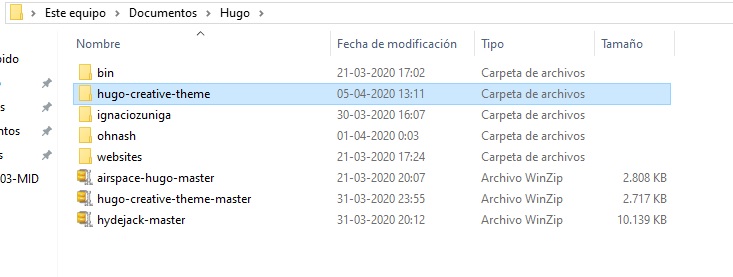 Este equipo > Documentos > Hugo >
Nombre Fecha de modificación Tipo Tamaño
bido
bin 21-03-2020 17:02 Carpeta de archivos
hugo-creative-theme 05-04-2020 13:11 Carpeta de archivos
s ignaciozuniga 30-03-2020 16:07 Carpeta de archivos
ntos ohnash 01-04-2020 0:03 Carpeta de archivos
s websites 21-03-2020 17:24 Carpeta de archivos
03-MID airespace-hugo-master 21-03-2020 20:07 Archivo WinZip 2.808 KB
hugo-creative-theme-master 31-03-2020 23:55 Archivo WinZip 2.717 KB
hydejack-master 31-03-2020 20:12 Archivo WinZip 10.139 KB